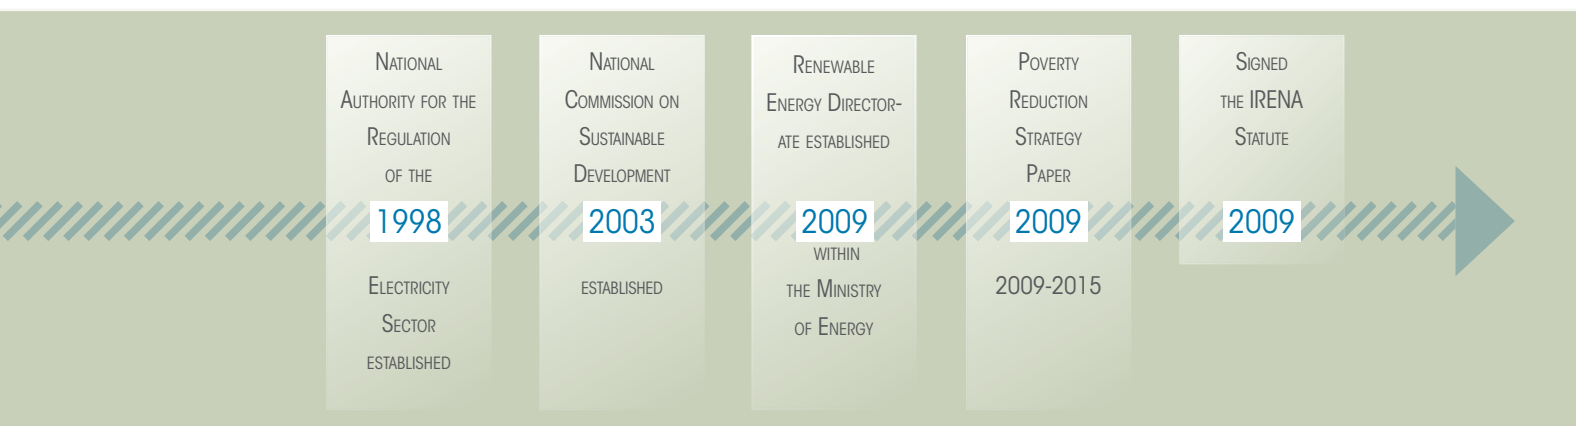 National
Authority for the
Regulation
of the
1998
Electricity
Sector
established
National
Commission on
Sustainable
Development
2003
established
Renewable
Energy Director-
ate established
2009
within
the Ministry
of Energy
Poverty
Reduction
Strategy
Paper
2009
2009-2015
Signed
the IRENA
Statute
2009